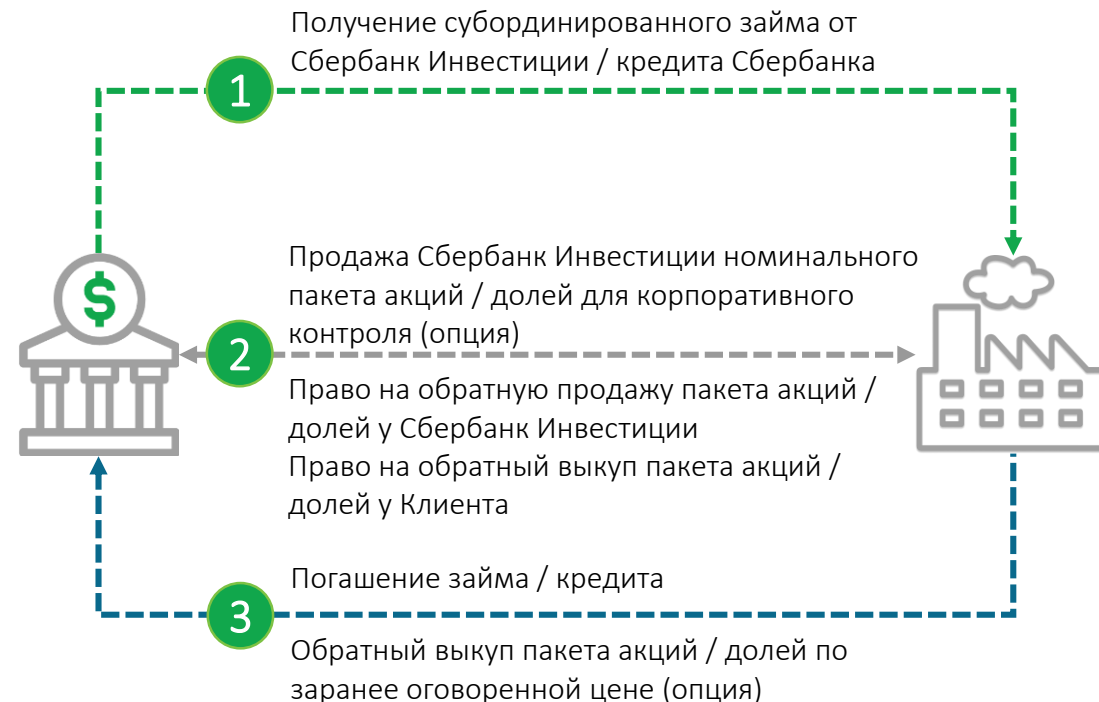 Получение субординированного займа от
Сбербанк Инвестиции / кредита Сбербанка
1
$
Продажа Сбербанк Инвестиции номинального
пакета акций / долей для корпоративного
контроля (опция)
2
Право на обратную продажу пакета акций /
долей у Сбербанк Инвестиции
Право на обратный выкуп пакета акций /
долей у Клиента
Погашение займа / кредита
3
Обратный выкуп пакета акций / долей по
заранее оговоренной цене (опция)